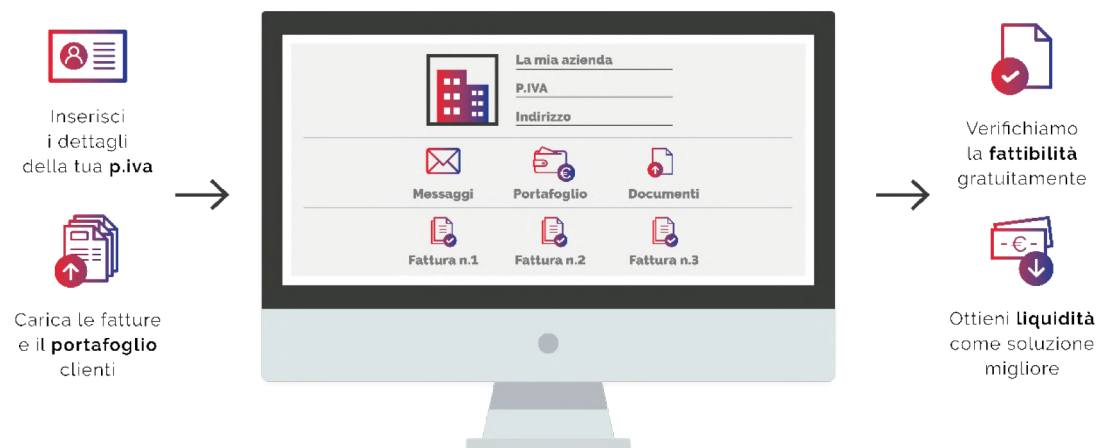 Inserisci
i dettagli
della tua p.iva
Carica le fatture
e il portafoglio
clienti
La mia azienda
P.IVA
Indirizzo
Messaggi Portafoglio Documenti
Fattura n.1 Fattura n.2 Fattura n.3
Verifichiamo
la fattibilità
gratuitamente
-€-
Ottieni liquidità
come soluzione
migliore